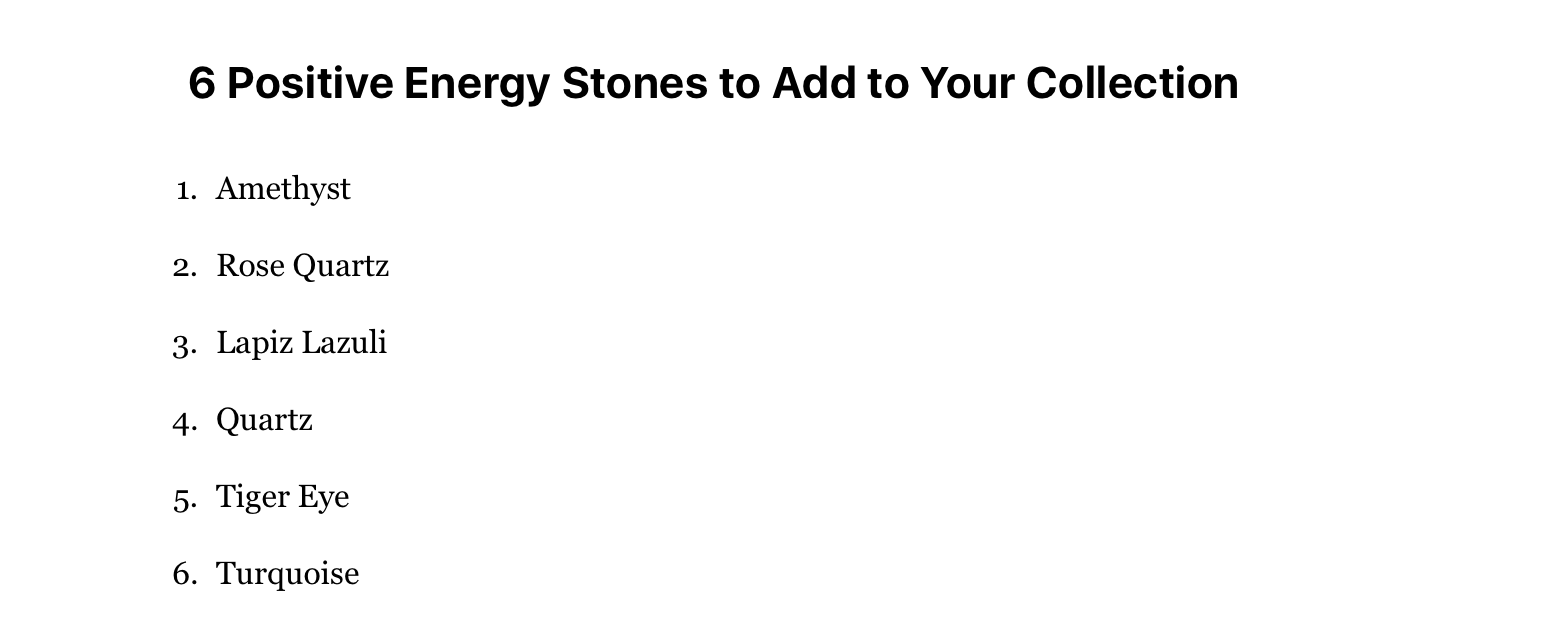 6 Positive Energy Stones to Add to Your Collection
1. Amethyst
2. Rose Quartz
3. Lapiz Lazuli
4. Quartz
5. Tiger Eye
6. Turquoise